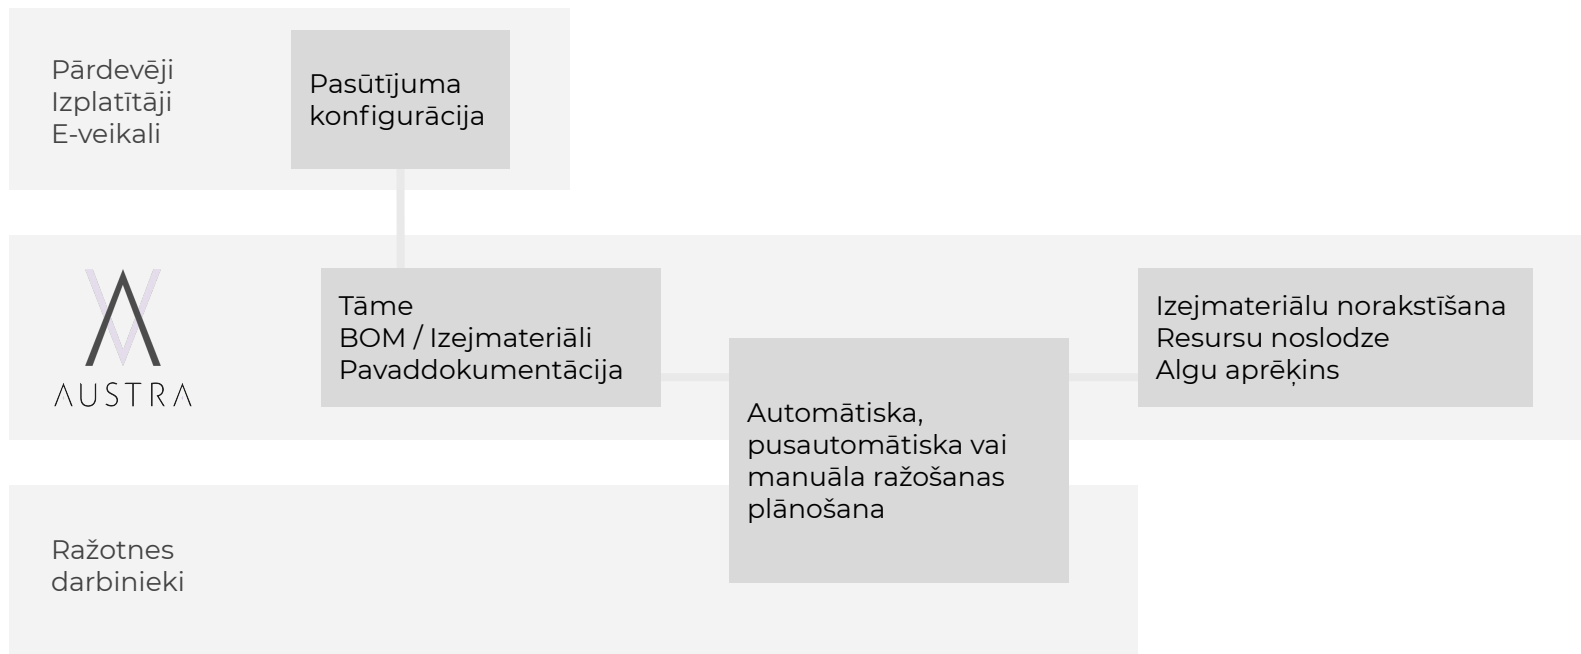 Pārdevēji
Izplatītāji
E-veikali
Pasūtījuma
konfigurācija
AUSTRA
Tāme
BOM / Izejmateriāli
Pavaddokumentācija
Automātiska,
pusautomātiska vai
manuāla ražošanas
plānošana
Izejmateriālu norakstīšana
Resursu noslodze
Algu aprēķins
Ražotnes
darbinieki